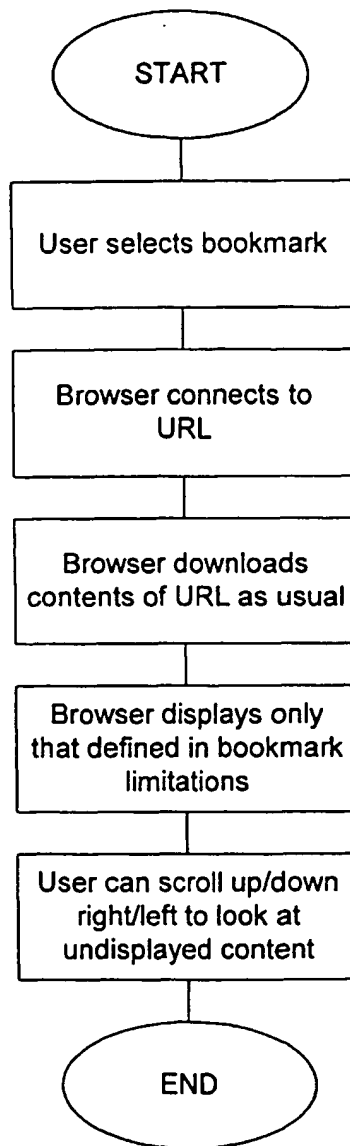 START
User selects bookmark
Browser connects to
URL
Browser downloads
contents of URL as usual
Browser displays only
that defined in bookmark
limitations
User can scroll up/down
right/left to look at
undisplayed content
END